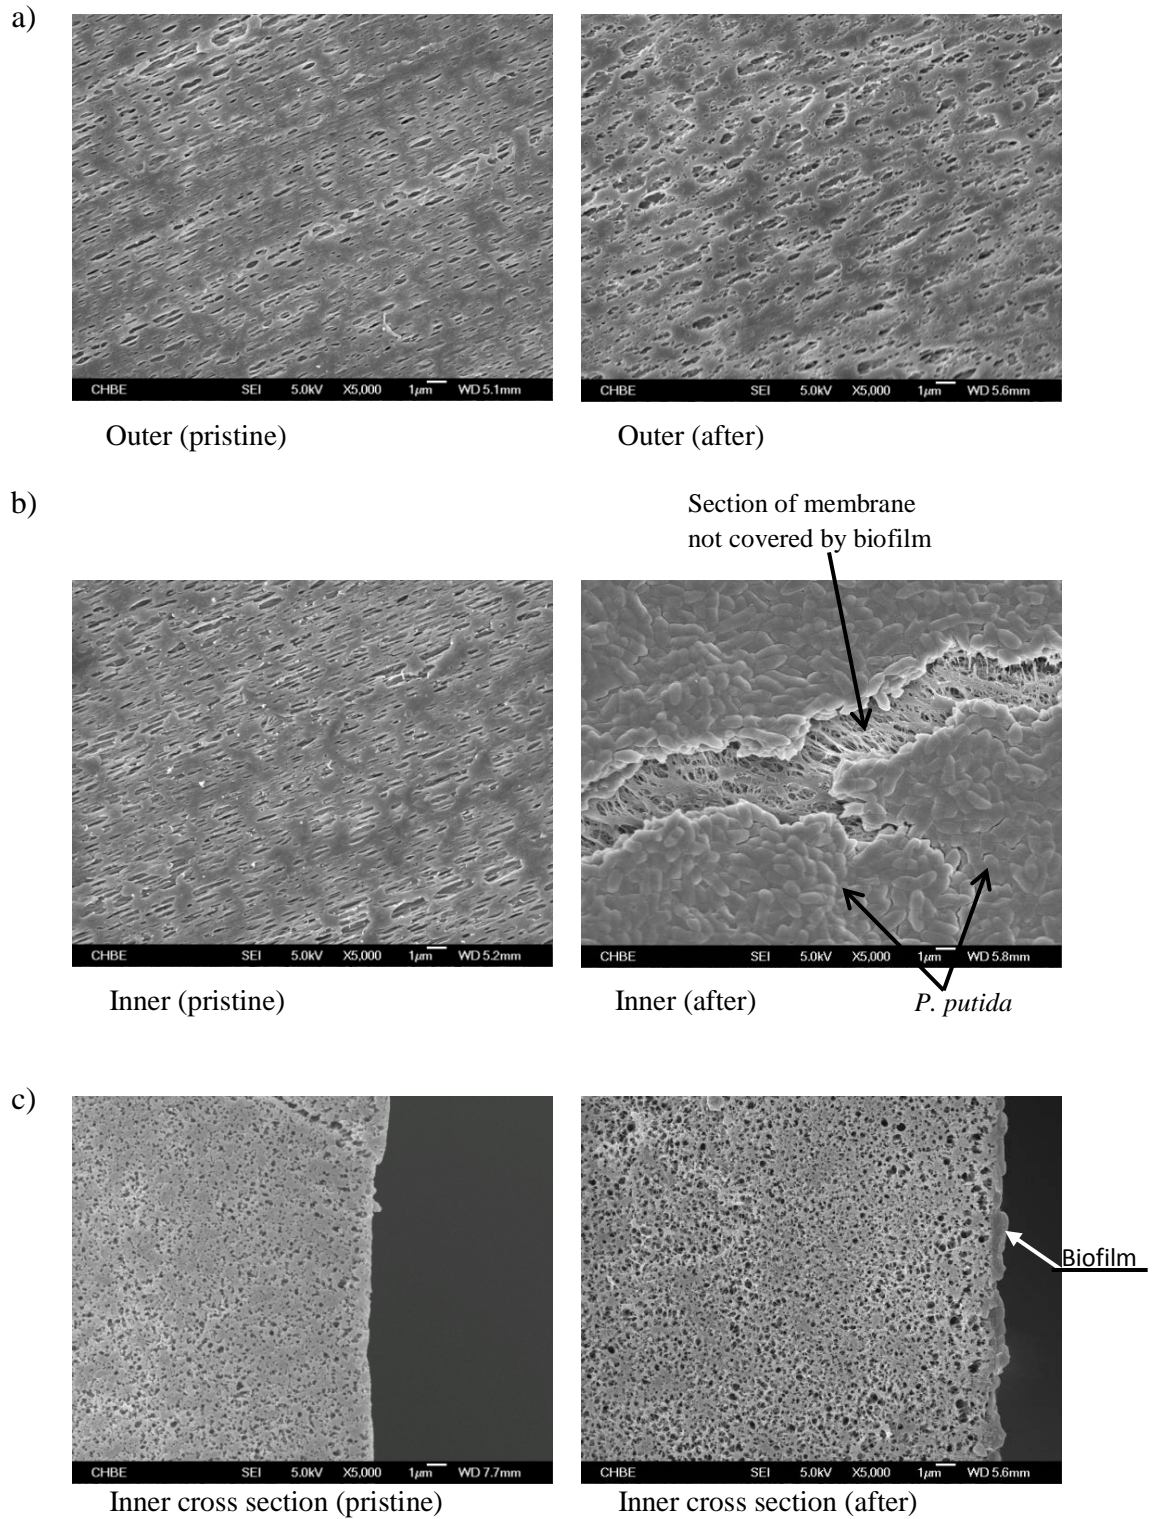 a)
CHBE SEI 5.0kV X5,000 1μm WD 5.1mm
CHBE SEI 5.0kV X5,000 1μm WD 5.6mm
Outer (pristine)
Outer (after)
b)
Section of membrane
not covered by biofilm
CHBE SEI 5.0kV X5,000 1μm WD 5.2mm
CHBE SEI 5.0kV X5,000 1μm WD 5.8mm
Inner (pristine)
Inner (after)
P. putida
c)
Biofilm
CHBE SEI 5.0kV X5,000 1μm WD 7.7mm
CHBE SEI 5.0kV X5,000 1μm WD 5.6mm
Inner cross section (pristine)
Inner cross section (after)